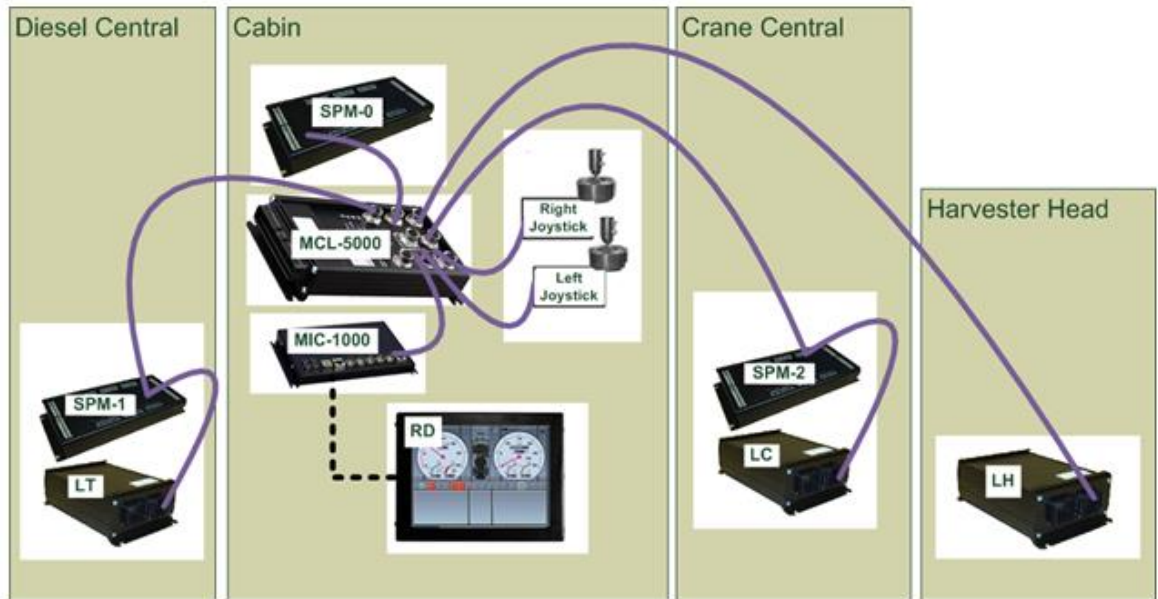 Diesel Central
Cabin
Crane Central
Harvester Head
SPM-0
MCL-5000
Right
Joystick
Left
Joystick
MIC-1000
RD
SPM-1
LT
SPM-2
LC
LH